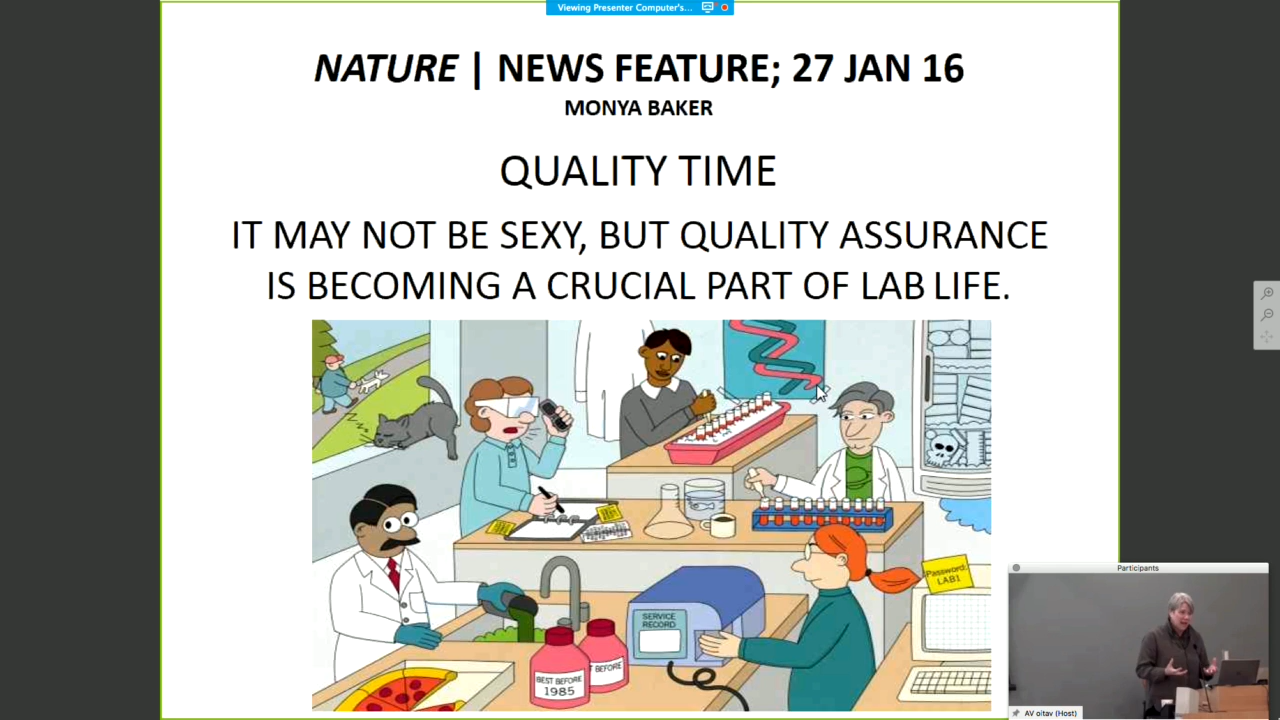 Viewing Presenter Computer's...
NATURE | NEWS FEATURE; 27 JAN 16
MONYA BAKER
QUALITY TIME
IT MAY NOT BE SEXY, BUT QUALITY ASSURANCE
IS BECOMING A CRUCIAL PART OF LAB LIFE.
Password:
LAB1
SERVICE
RECORD
BEST BEFORE
1985
T BEFORE
Participants
AV oitav (Host)